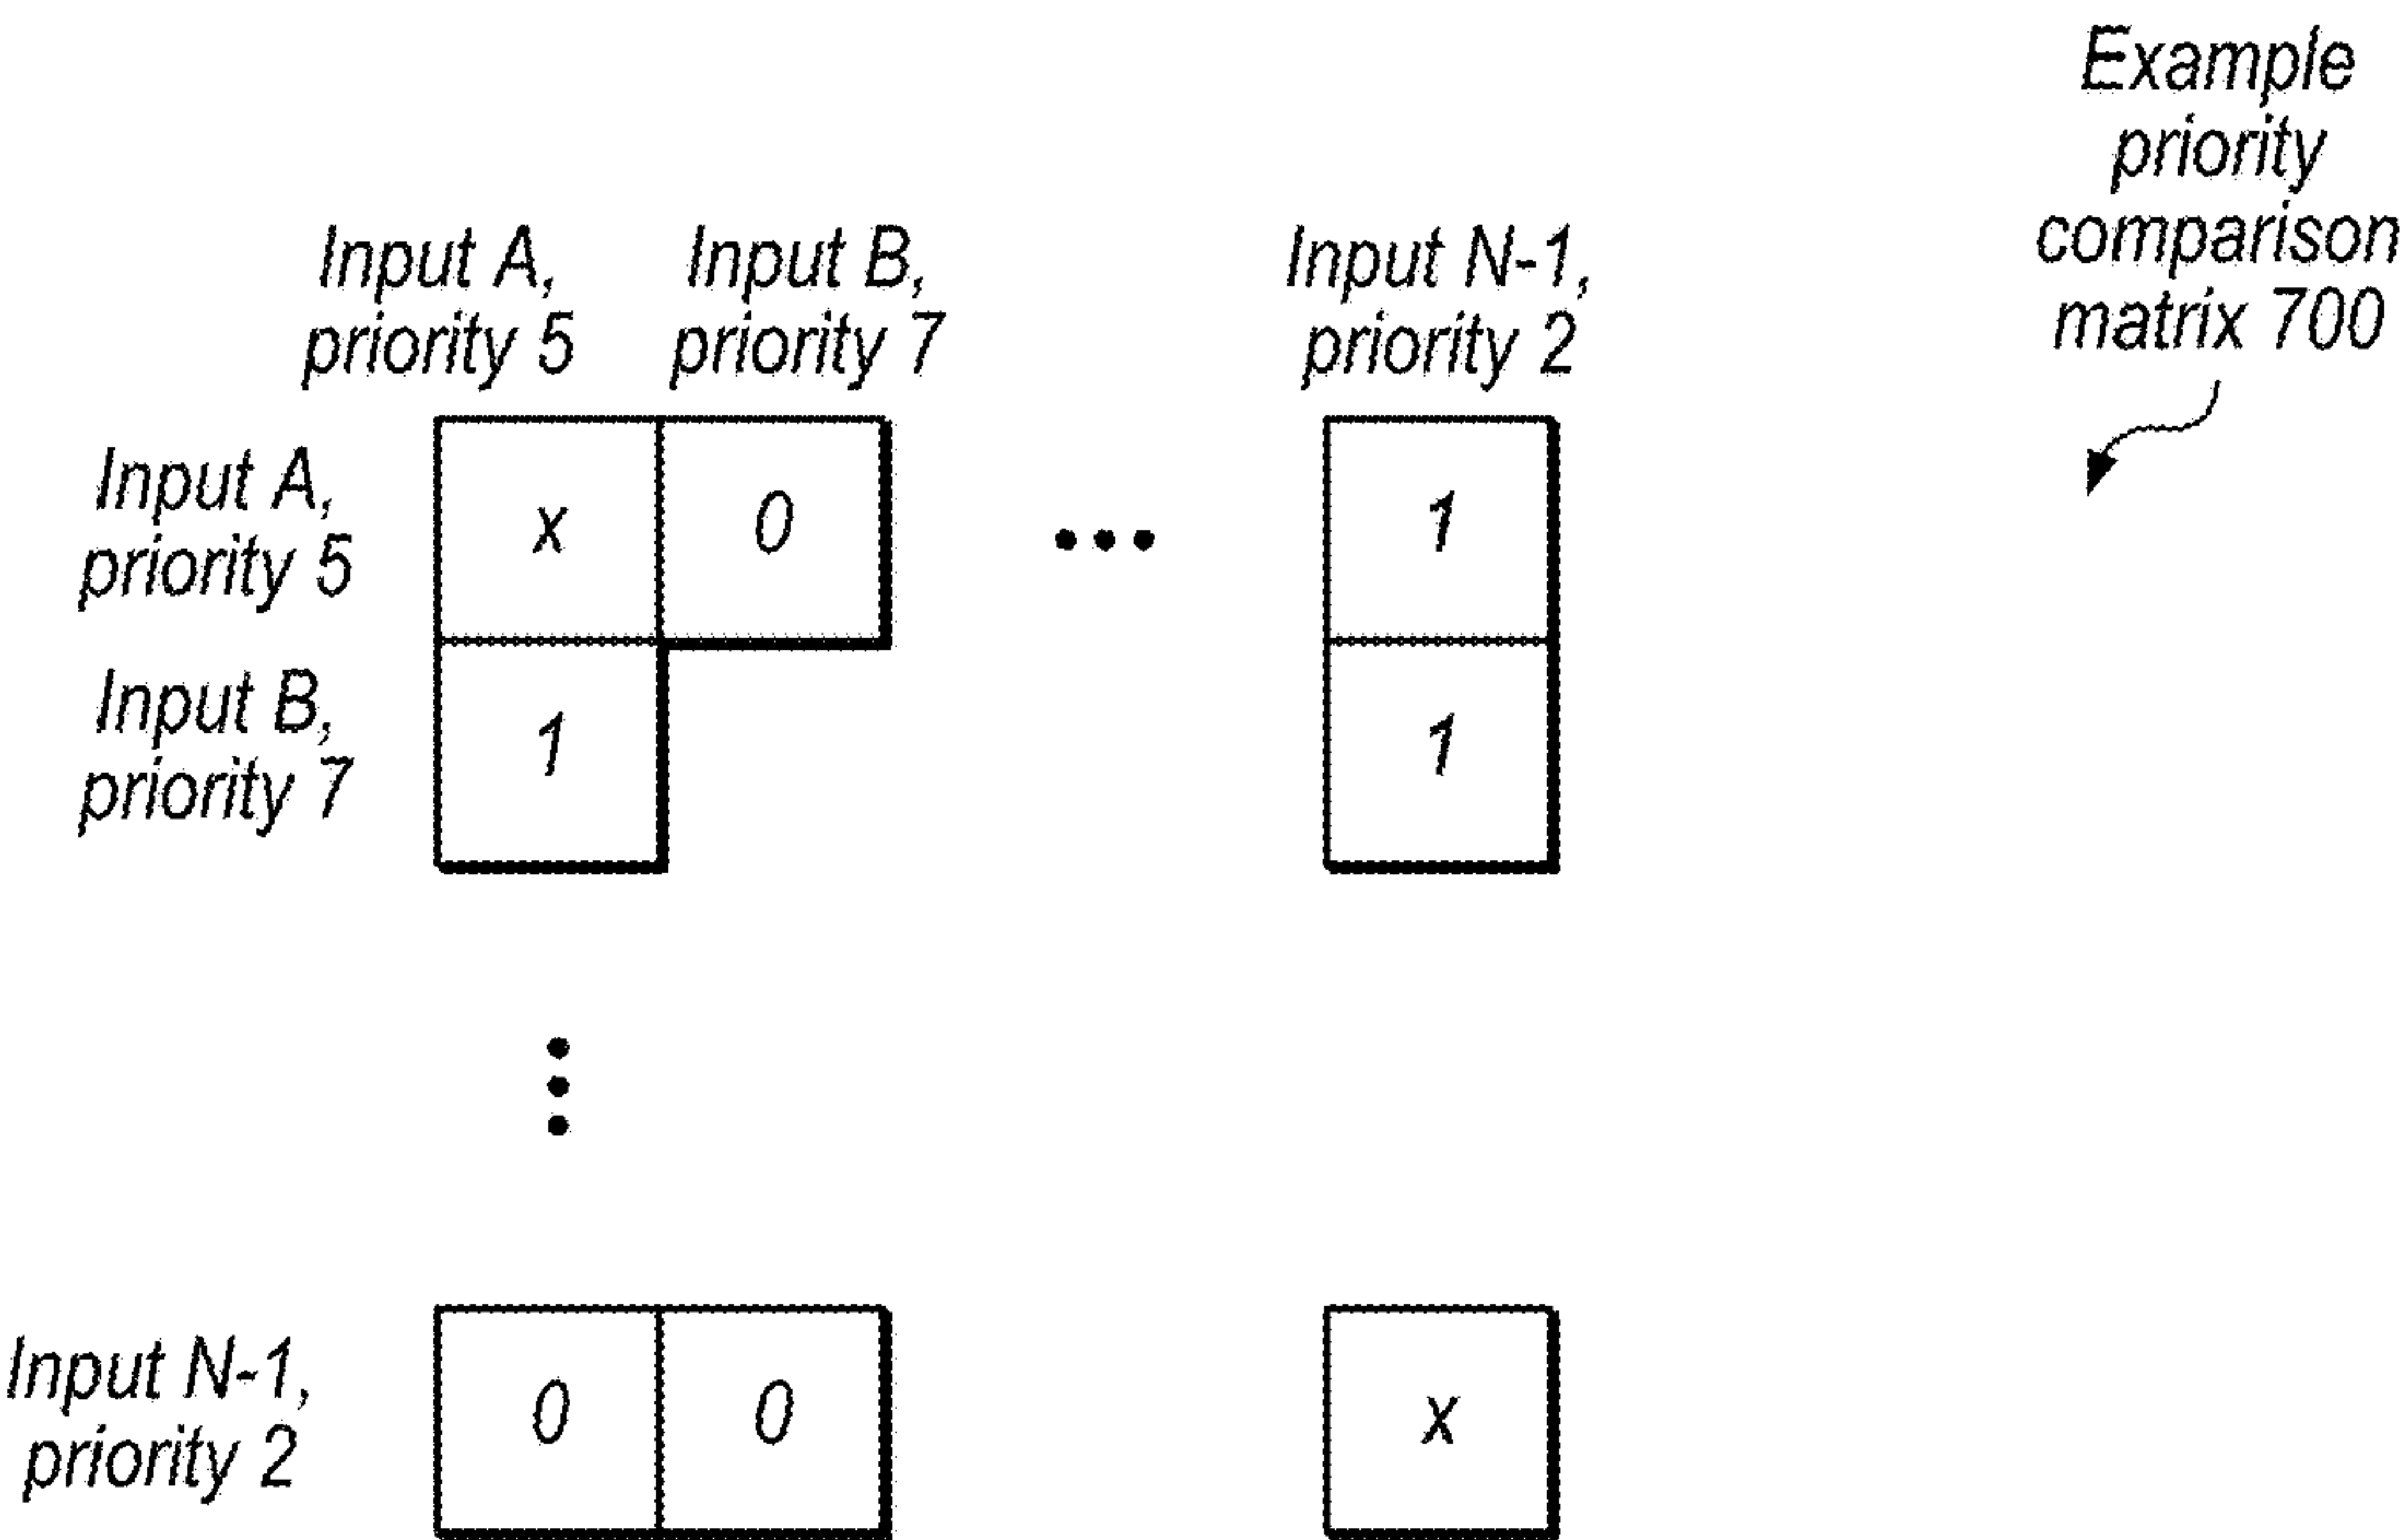 Example
priority
comparison
matrix 700
Input A,
priority 5
Input B,
priority 7
Input N-1,
priority 2
Input A,
priority 5
x
0
1
Input B,
priority 7
1
1
Input N-1,
priority 2
0
0
x